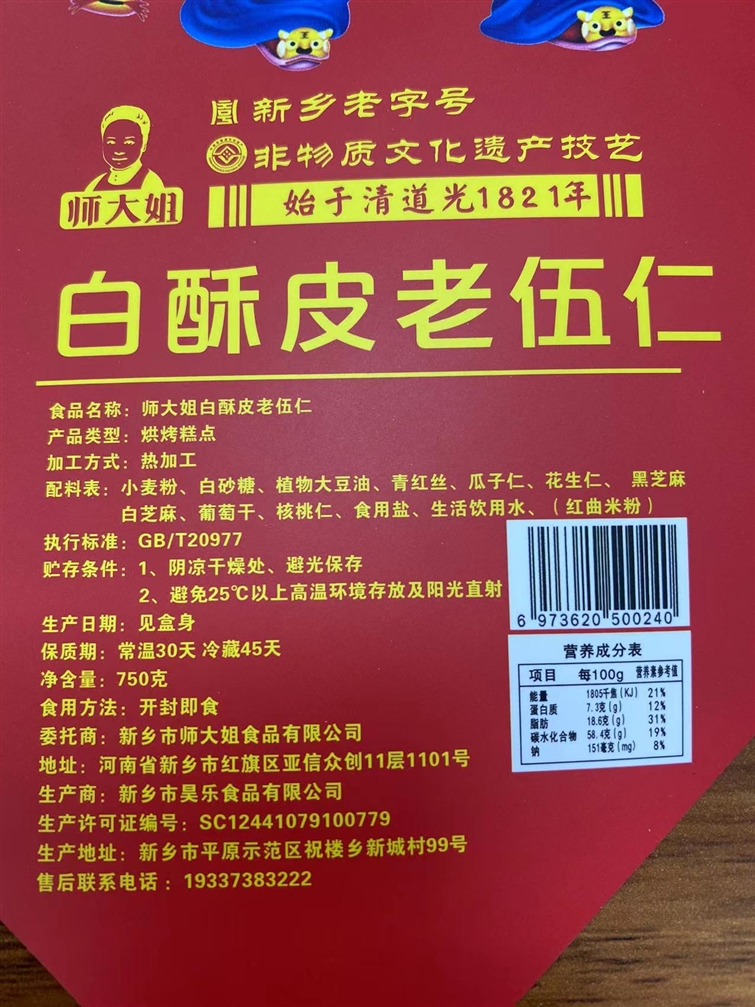 新乡老字号
非物质文化遗产技艺
师大姐
始于清道光1821年
白酥皮老伍仁
食品名称：师大姐白酥皮老伍仁
产品类型：烘烤糕点
加工方式：热加工
配料表：小麦粉、白砂糖、植物大豆油、青红丝、瓜子仁、花生仁、 黑芝麻
白芝麻、葡萄干、核桃仁、食用盐、生活饮用水、（红曲米粉）
执行标准：GB/T20977
贮存条件：1、阴凉干燥处、避光保存
2、避免25℃以上高温环境存放及阳光直射
生产日期：见盒身
保质期：常温30天 冷藏45天
净含量：750克
食用方法：开封即食
委托商：新乡市师大姐食品有限公司
地址：河南省新乡市红旗区亚信众创11层1101号
生产商：新乡市昊乐食品有限公司
生产许可证编号：SC12441079100779
生产地址：新乡市平原示范区祝楼乡新城村99号
售后联系电话：19337383222
6 973620 500240
营养成分表
项目 每100g 营养素参考值
能量 1805千焦(KJ) 21%
蛋白质 7.3克(g) 12%
脂肪 18.6克(g) 31%
碳水化合物 58.4克(g) 19%
钠 151毫克(mg) 8%